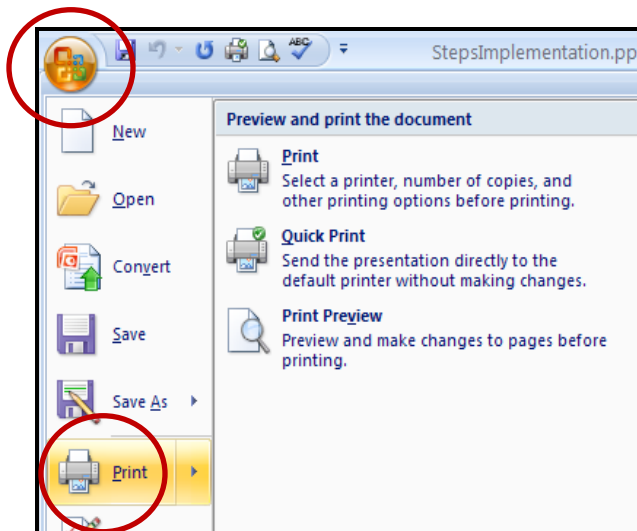 ABC
StepsImplementation.pp
New
Preview and print the document
Print
Select a printer, number of copies, and
other printing options before printing.
Open
Quick Print
Send the presentation directly to the
default printer without making changes.
Convert
Print Preview
Preview and make changes to pages before
printing.
Save
Save As
Print